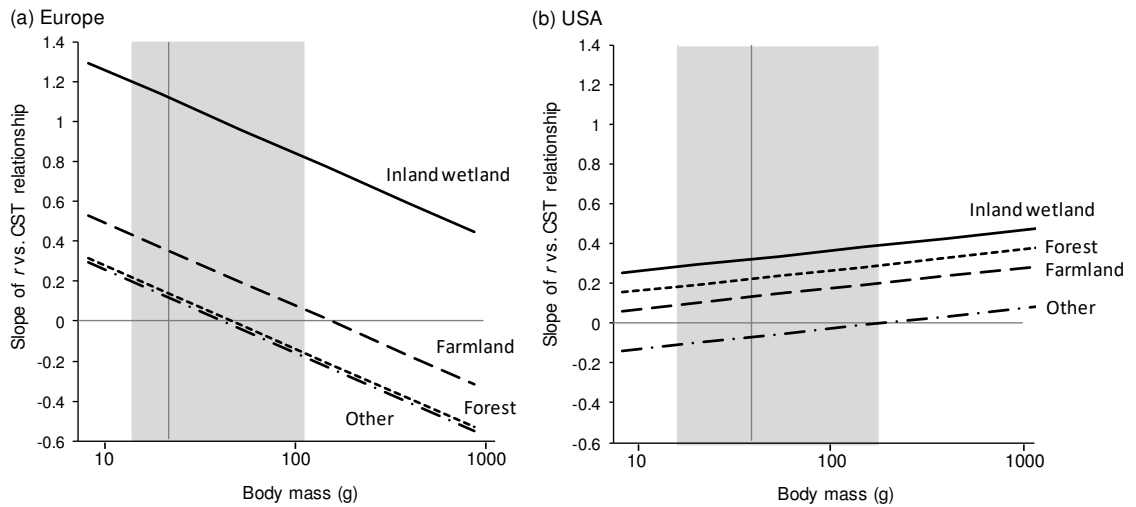 (a) Europe
Slope of r vs. CST relationship
1.4
1.2
1
0.8
0.6
0.4
0.2
0
-0.2
-0.4
-0.6
Inland wetland
Farmland
Forest
Other
10
100
1000
Body mass (g)
(b) USA
Slope of r vs. CST relationship
1.4
1.2
1
0.8
0.6
0.4
0.2
0
-0.2
-0.4
-0.6
Inland wetland
Forest
Farmland
Other
10
100
1000
Body mass (g)